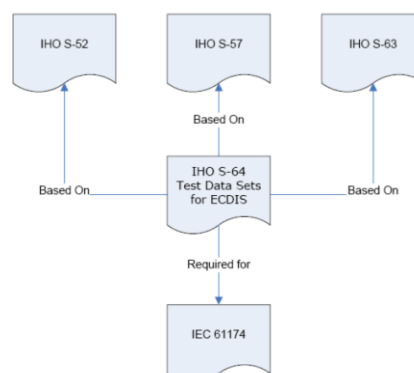 IHO S-52
IHO S-57
IHO S-63
Based On
IHO S-64
Test Data Sets
for ECDIS
Based On
Based On
Required for
IEC 61174